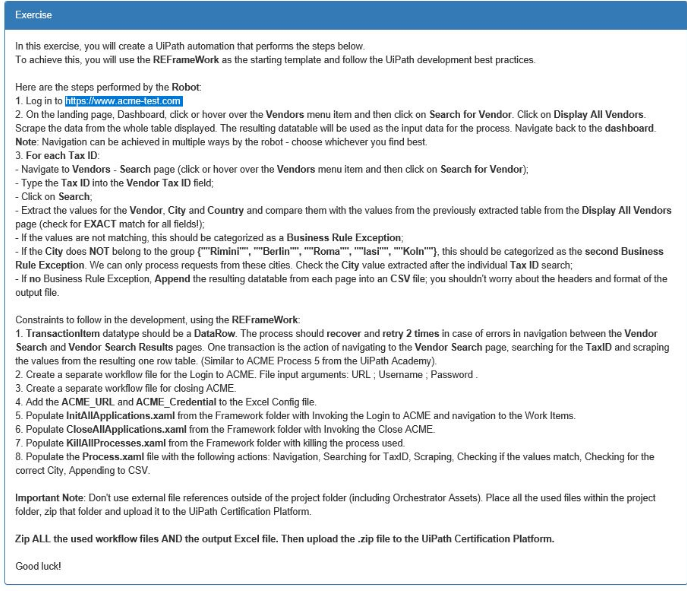 Exercise
In this exercise, you will create a UiPath automation that performs the steps below.
To achieve this, you will use the REFrameWork as the starting template and follow the UiPath development best practices.
Here are the steps performed by the Robot:
1. Log in to https://www.acme-test.com
2. On the landing page, Dashboard, click or hover over the Vendors menu item and then click on Search for Vendor. Click on Display All Vendors.
Scrape the data from the whole table displayed. The resulting datatable will be used as the input data for the process. Navigate back to the dashboard.
Note: Navigation can be achieved in multiple ways by the robot - choose whichever you find best.
3. For each Tax ID:
- Navigate to Vendors - Search page (click or hover over the Vendors menu item and then click on Search for Vendor);
- Type the Tax ID into the Vendor Tax ID field;
- Click on Search;
- Extract the values for the Vendor, City and Country and compare them with the values from the previously extracted table from the Display All Vendors
page (check for EXACT match for all fields!);
- If the values are not matching, this should be categorized as a Business Rule Exception;
- If the City does NOT belong to the group {""Rimini"", ""Berlin"", ""Roma"", ""Iasi"", ""Koln""}, this should be categorized as the second Business
Rule Exception. We can only process requests from these cities. Check the City value extracted after the individual Tax ID search;
- If no Business Rule Exception, Append the resulting datatable from each page into an CSV file; you shouldn't worry about the headers and format of the
output file.
Constraints to follow in the development, using the REFrameWork:
1. TransactionItem datatype should be a DataRow. The process should recover and retry 2 times in case of errors in navigation between the Vendor
Search and Vendor Search Results pages. One transaction is the action of navigating to the Vendor Search page, searching for the TaxID and scraping
the values from the resulting one row table. (Similar to ACME Process 5 from the UiPath Academy).
2. Create a separate workflow file for the Login to ACME. File input arguments: URL ; Username ; Password .
3. Create a separate workflow file for closing ACME.
4. Add the ACME_URL and ACME_Credential to the Excel Config file.
5. Populate InitAllApplications.xaml from the Framework folder with Invoking the Login to ACME and navigation to the Work Items.
6. Populate CloseAllApplications.xaml from the Framework folder with Invoking the Close ACME.
7. Populate KillAllProcesses.xaml from the Framework folder with killing the process used.
8. Populate the Process.xaml file with the following actions: Navigation, Searching for TaxID, Scraping, Checking if the values match, Checking for the
correct City, Appending to CSV.
Important Note: Don't use external file references outside of the project folder (including Orchestrator Assets). Place all the used files within the project
folder, zip that folder and upload it to the UiPath Certification Platform.
Zip ALL the used workflow files AND the output Excel file. Then upload the .zip file to the UiPath Certification Platform.
Good luck!